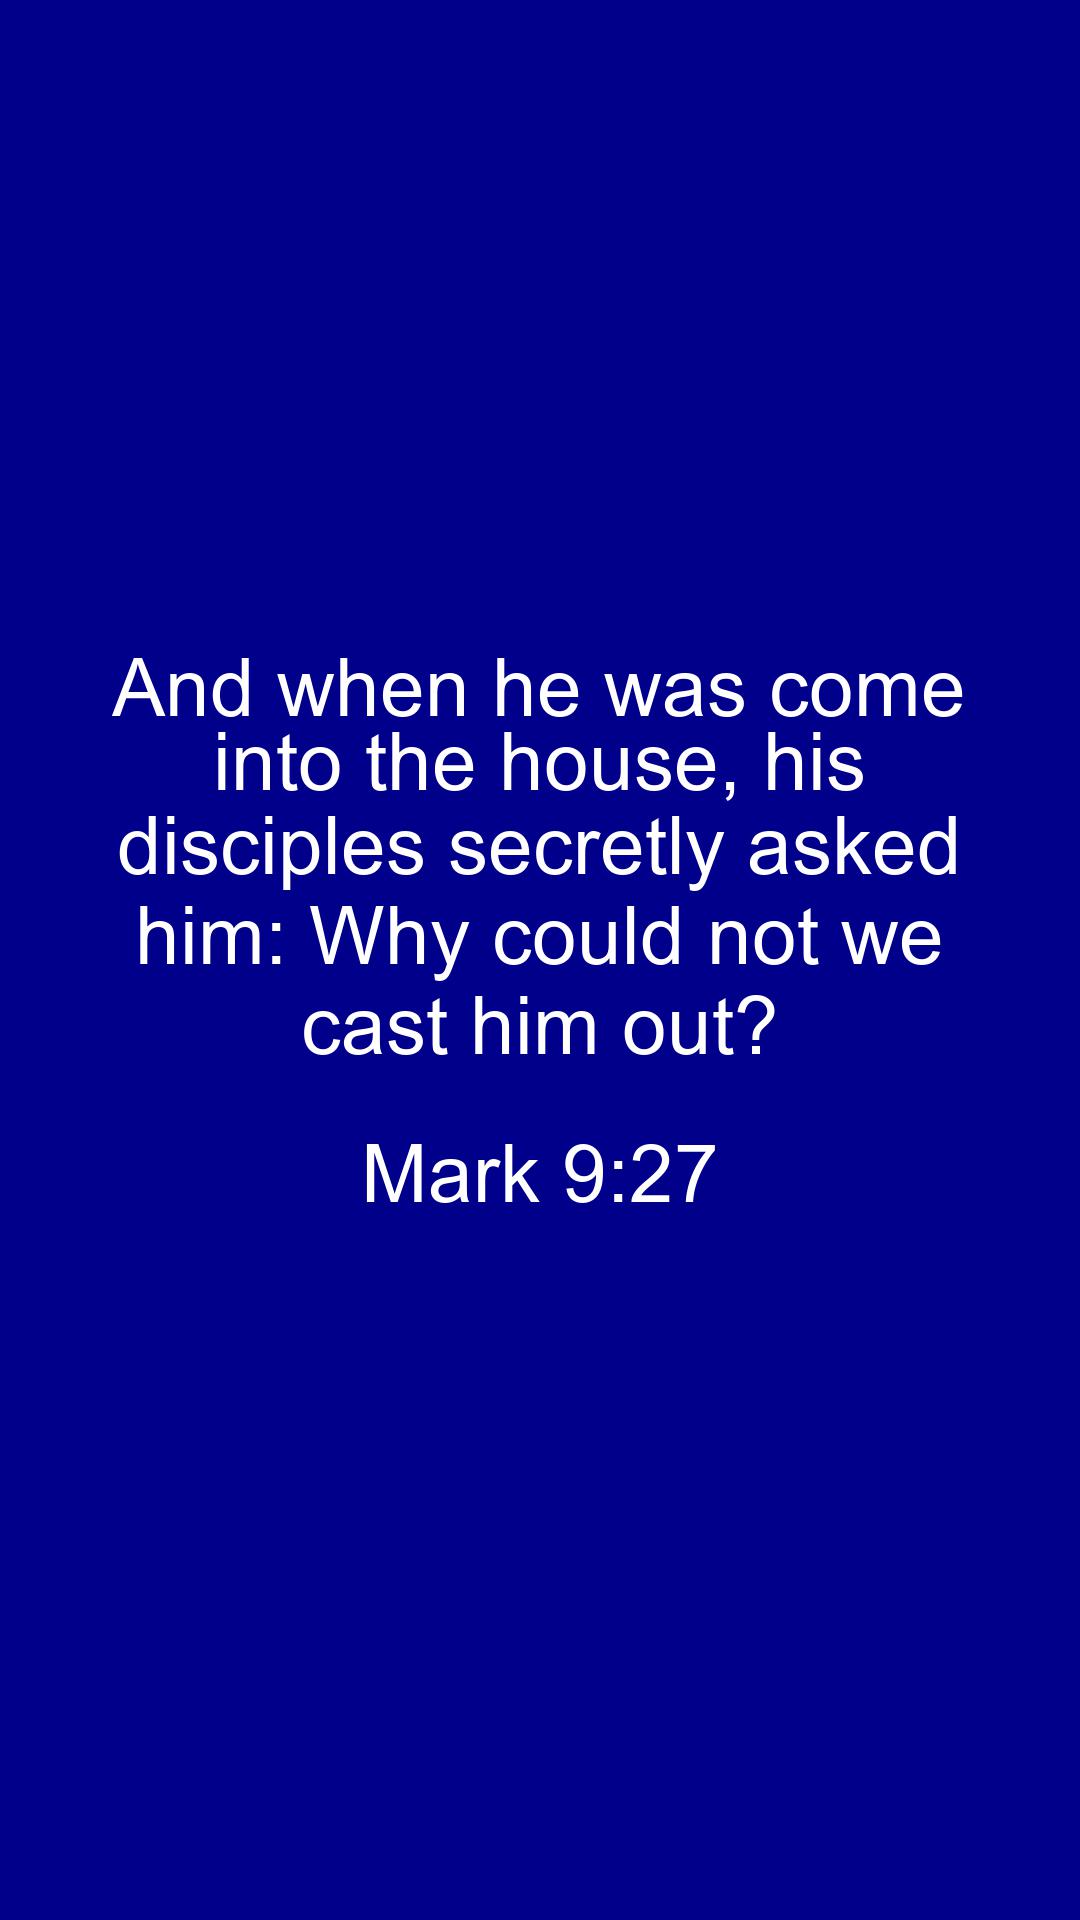 And when he was come
into the house, his
disciples secretly asked
him: Why could not we
cast him out?
Mark 9:27